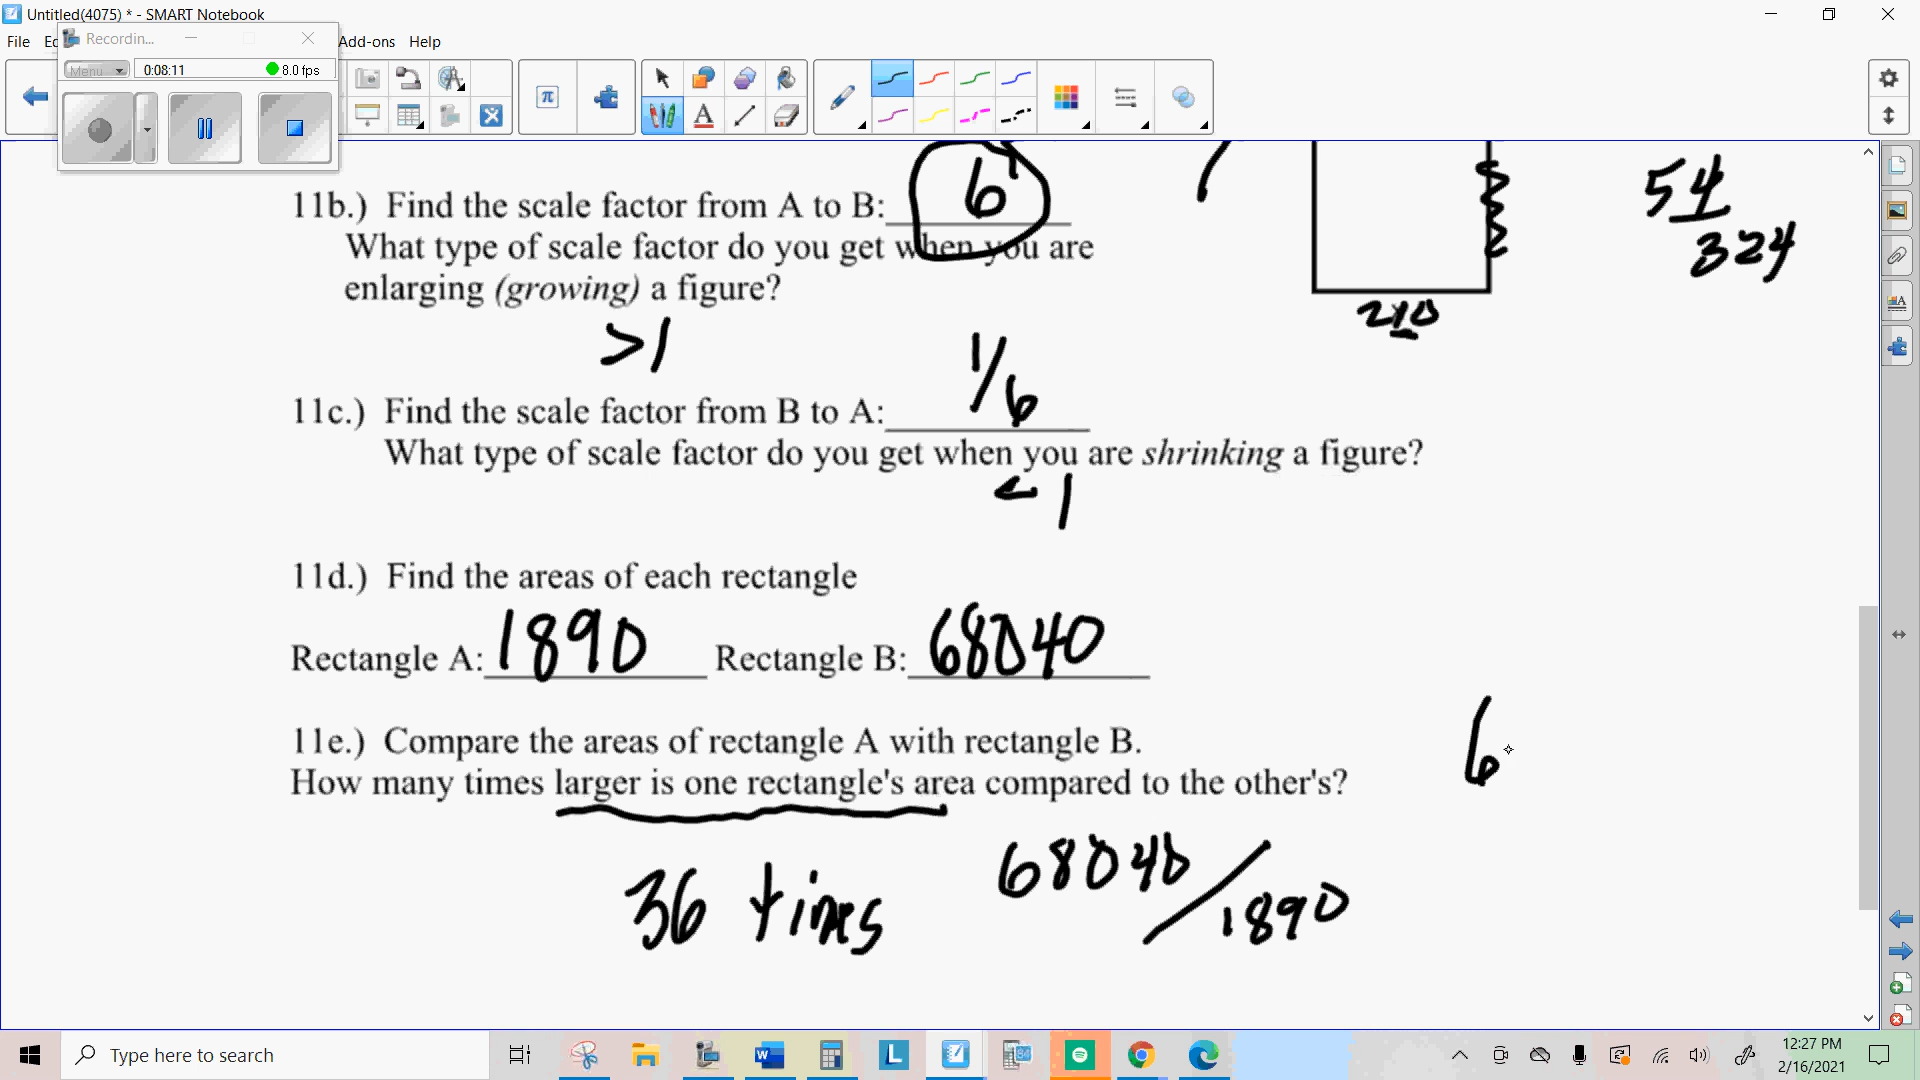 Untitled(4075) * - SMART Notebook
File
Recordin...
Add-ons Help
Menu 0:08:11 8.0 fps
11b.) Find the scale factor from A to B: 6
What type of scale factor do you get when you are
enlarging (growing) a figure?
>1
54
324
210
11c.) Find the scale factor from B to A: 1/6
What type of scale factor do you get when you are shrinking a figure?
< 1
11d.) Find the areas of each rectangle
Rectangle A: 1890 Rectangle B: 68040
11e.) Compare the areas of rectangle A with rectangle B.
How many times larger is one rectangle's area compared to the other's?
6
36 times 68040/1890
Type here to search
12:27 PM
2/16/2021